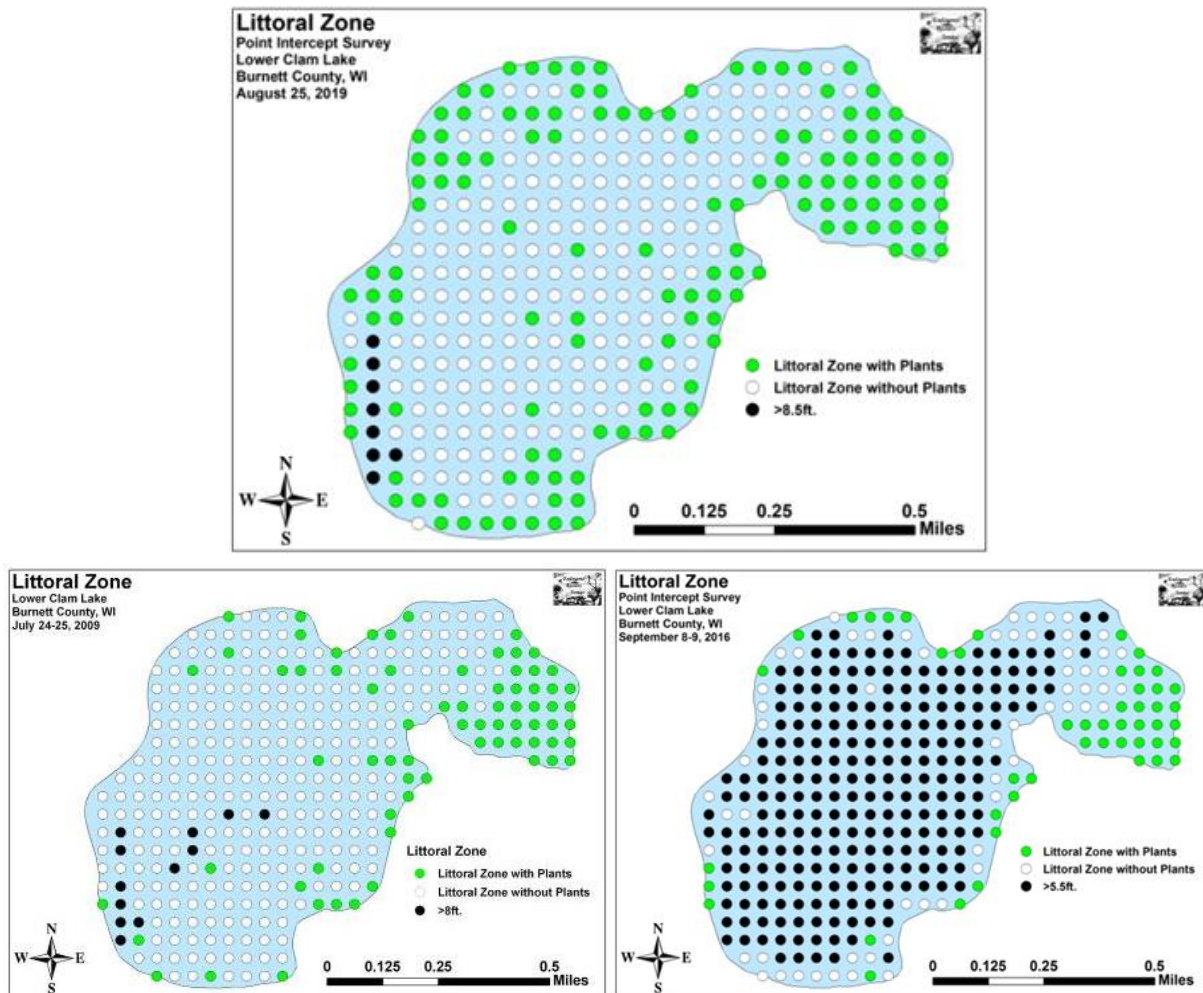 Littoral Zone
Point Intercept Survey
Lower Clam Lake
Burnett County, WI
August 25, 2019
Littoral Zone with Plants
Littoral Zone without Plants
>8.5ft.
N
W E
S
0 0.125 0.25 0.5
Miles
Littoral Zone
Lower Clam Lake
Burnett County, WI
July 24-25, 2009
Littoral Zone
Littoral Zone with Plants
Littoral Zone without Plants
>8ft.
N
W E
S
0 0.125 0.25 0.5
Miles
Littoral Zone
Point Intercept Survey
Lower Clam Lake
Burnett County, WI
September 8-9, 2016
Littoral Zone with Plants
Littoral Zone without Plants
>5.5ft.
N
W E
S
0 0.125 0.25 0.5
Miles